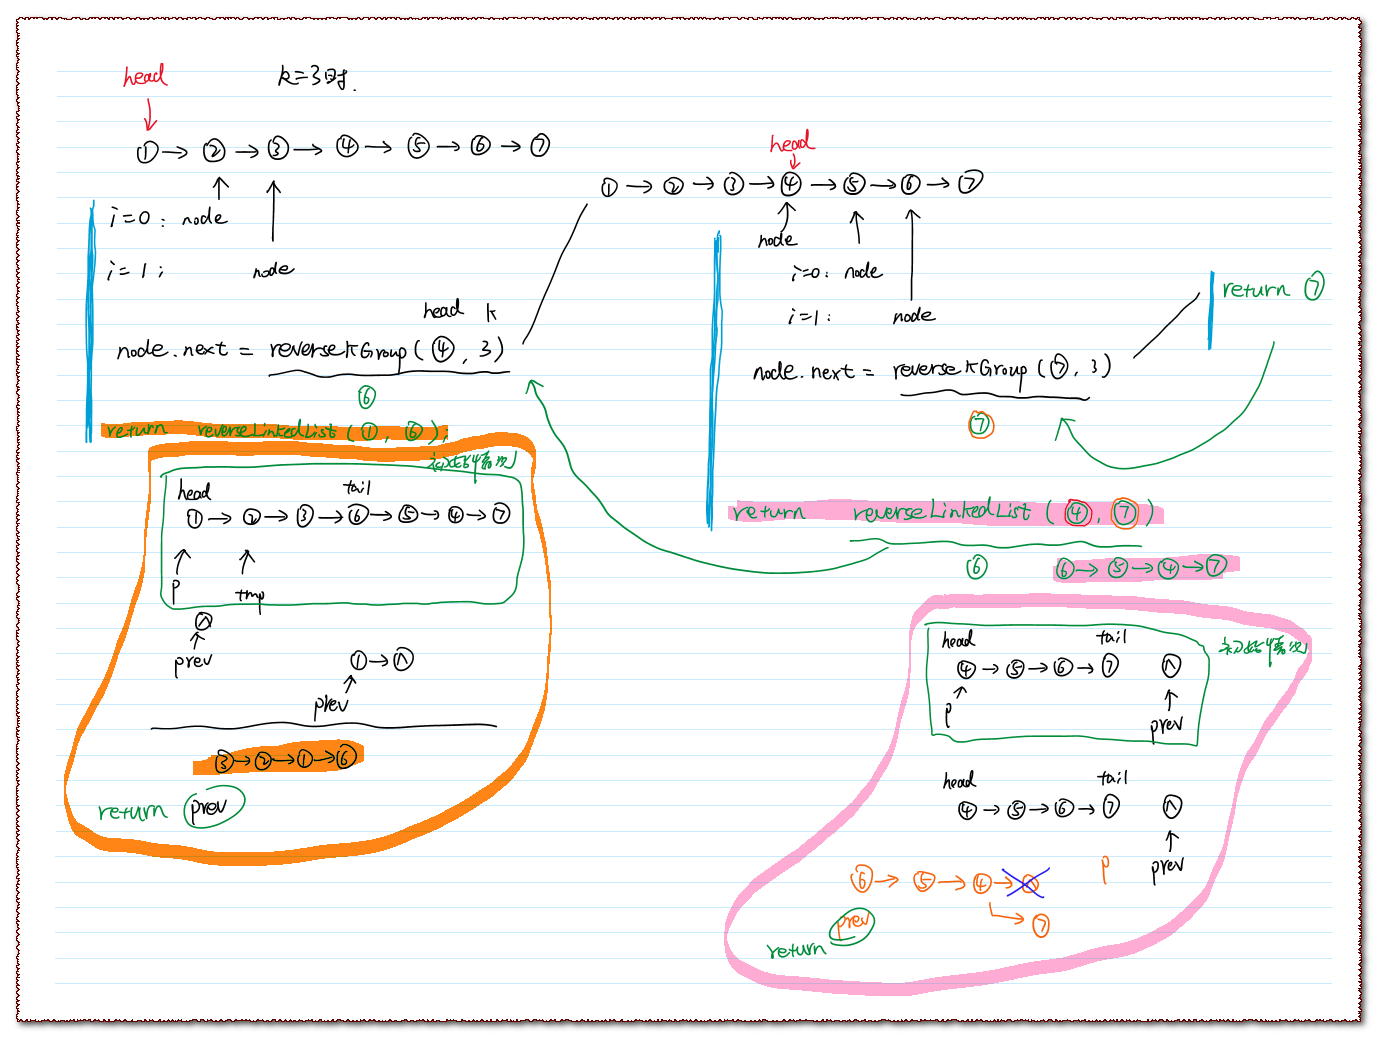 head
k=3时.
① → ② → ③ → ④ → ⑤ → ⑥ → ⑦
i=0: node
i=1; node
head k
node.next = reverseKGroup(④, 3)
⑥
return reverseLinkedList(①, ⑥);
初始情况
head tail
① → ② → ③ → ⑥ → ⑤ → ④ → ⑦
p tmp
^
prev
① → ^
prev
③ → ② → ① → ⑥
return prev
head
① → ② → ③ → ④ → ⑤ → ⑥ → ⑦
node
i=0: node
i=1: node
node.next = reverseKGroup(⑦, 3)
⑦
return reverseLinkedList(④, ⑦)
⑥ ⑥ → ⑤ → ④ → ⑦
初始情况
head tail
④ → ⑤ → ⑥ → ⑦ ^
p prev
head tail
④ → ⑤ → ⑥ → ⑦ ^
p prev
⑥ → ⑤ → ④ → ^
prev ⑦
return
return ⑦